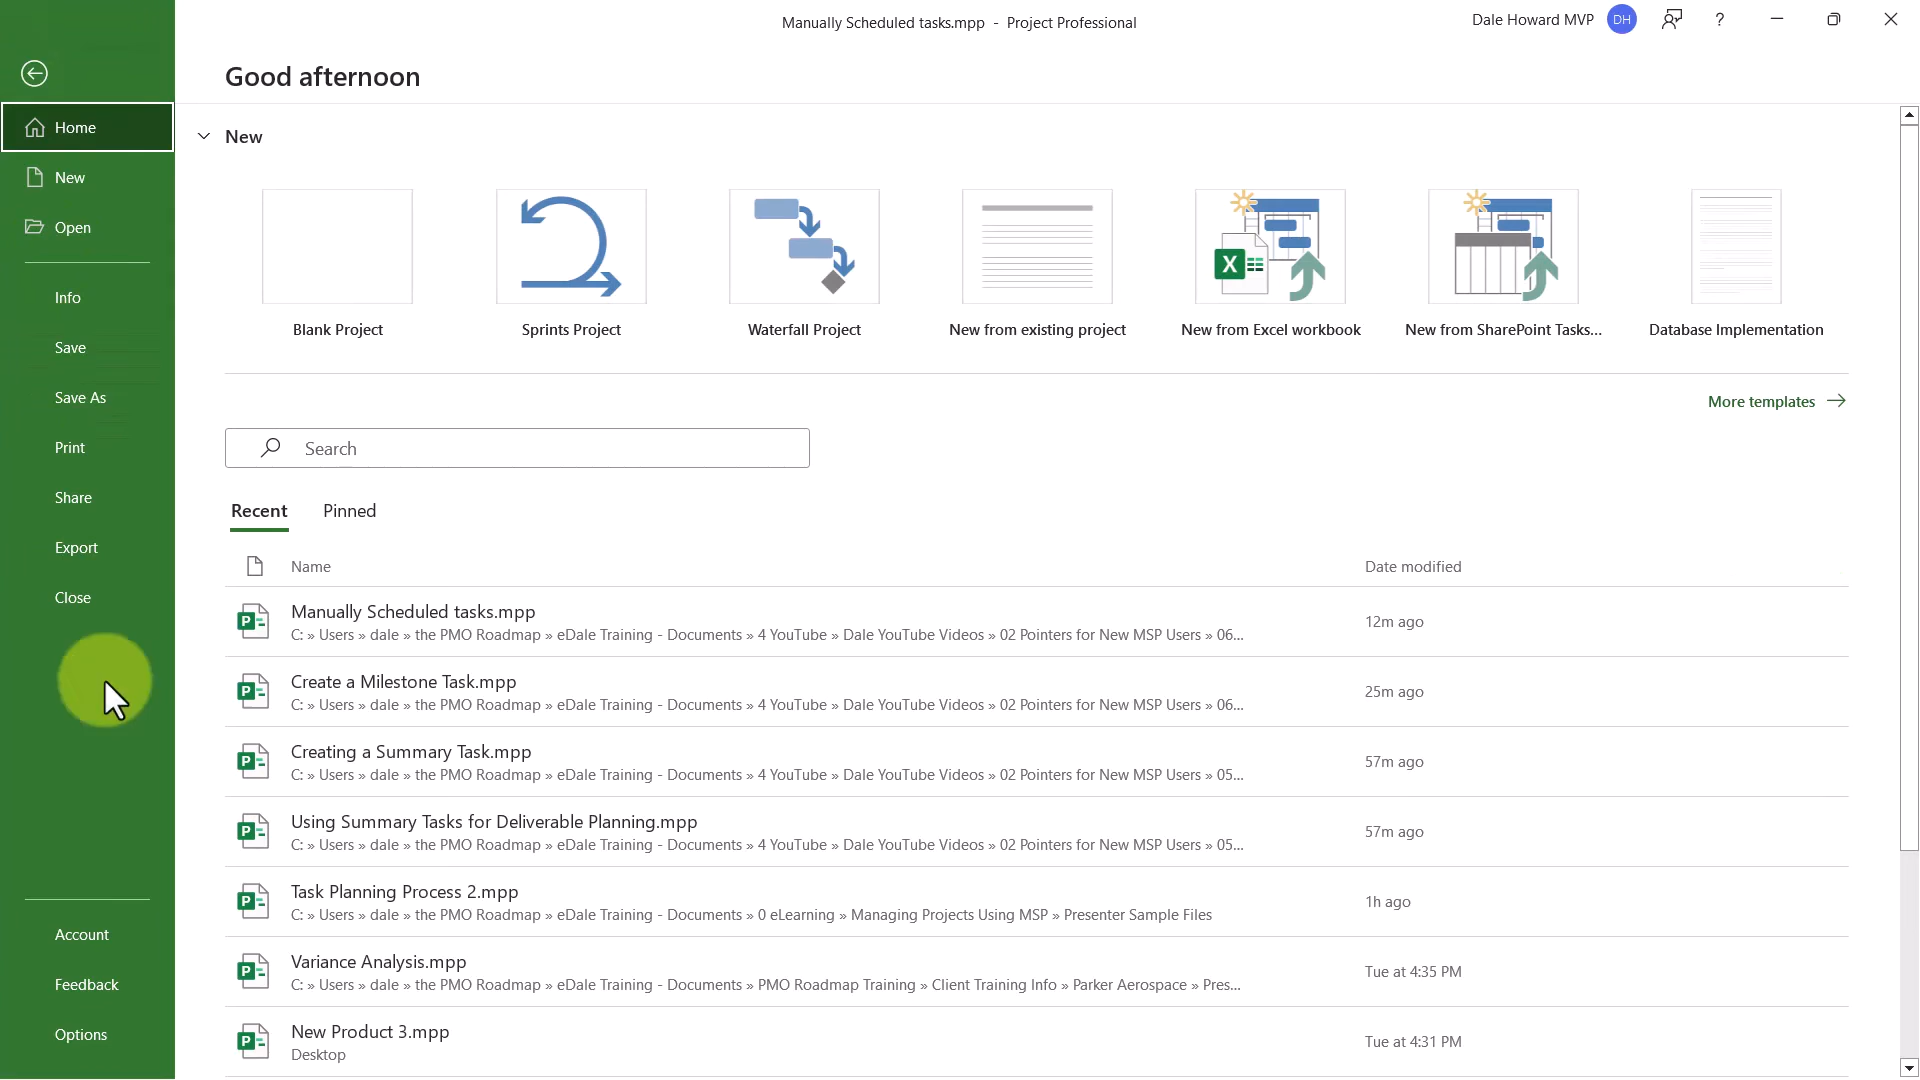 Manually Scheduled tasks.mpp - Project Professional
Dale Howard MVP DH ?
Good afternoon
Home
New
Open
Info
Save
Save As
Print
Share
Export
Close
Account
Feedback
Options
New
Blank Project
Sprints Project
Waterfall Project
New from existing project
X
New from Excel workbook
New from SharePoint Tasks...
Database Implementation
More templates
Search
Recent Pinned
Name Date modified
P
Manually Scheduled tasks.mpp
C: » Users » dale » the PMO Roadmap » eDale Training - Documents » 4 YouTube » Dale YouTube Videos » 02 Pointers for New MSP Users » 06...
12m ago
P
Create a Milestone Task.mpp
C: » Users » dale » the PMO Roadmap » eDale Training - Documents » 4 YouTube » Dale YouTube Videos » 02 Pointers for New MSP Users » 06...
25m ago
P
Creating a Summary Task.mpp
C: » Users » dale » the PMO Roadmap » eDale Training - Documents » 4 YouTube » Dale YouTube Videos » 02 Pointers for New MSP Users » 05...
57m ago
P
Using Summary Tasks for Deliverable Planning.mpp
C: » Users » dale » the PMO Roadmap » eDale Training - Documents » 4 YouTube » Dale YouTube Videos » 02 Pointers for New MSP Users » 05...
57m ago
P
Task Planning Process 2.mpp
C: » Users » dale » the PMO Roadmap » eDale Training - Documents » 0 eLearning » Managing Projects Using MSP » Presenter Sample Files
1h ago
P
Variance Analysis.mpp
C: » Users » dale » the PMO Roadmap » eDale Training - Documents » PMO Roadmap Training » Client Training Info » Parker Aerospace » Pres...
Tue at 4:35 PM
P
New Product 3.mpp
Desktop
Tue at 4:31 PM